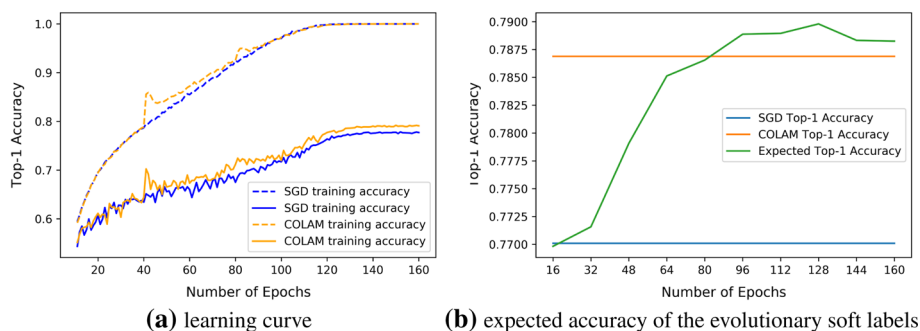 1.0
0.9
0.8
0.7
0.6
Top-1 Accuracy
20 40 60 80 100 120 140 160
Number of Epochs
SGD training accuracy
SGD training accuracy
COLAM training accuracy
COLAM training accuracy
(a) learning curve
0.7900
0.7875
0.7850
0.7825
0.7800
0.7775
0.7750
0.7725
0.7700
Top-1 Accuracy
16 32 48 64 80 96 112 128 144 160
Number of Epochs
SGD Top-1 Accuracy
COLAM Top-1 Accuracy
Expected Top-1 Accuracy
(b) expected accuracy of the evolutionary soft labels